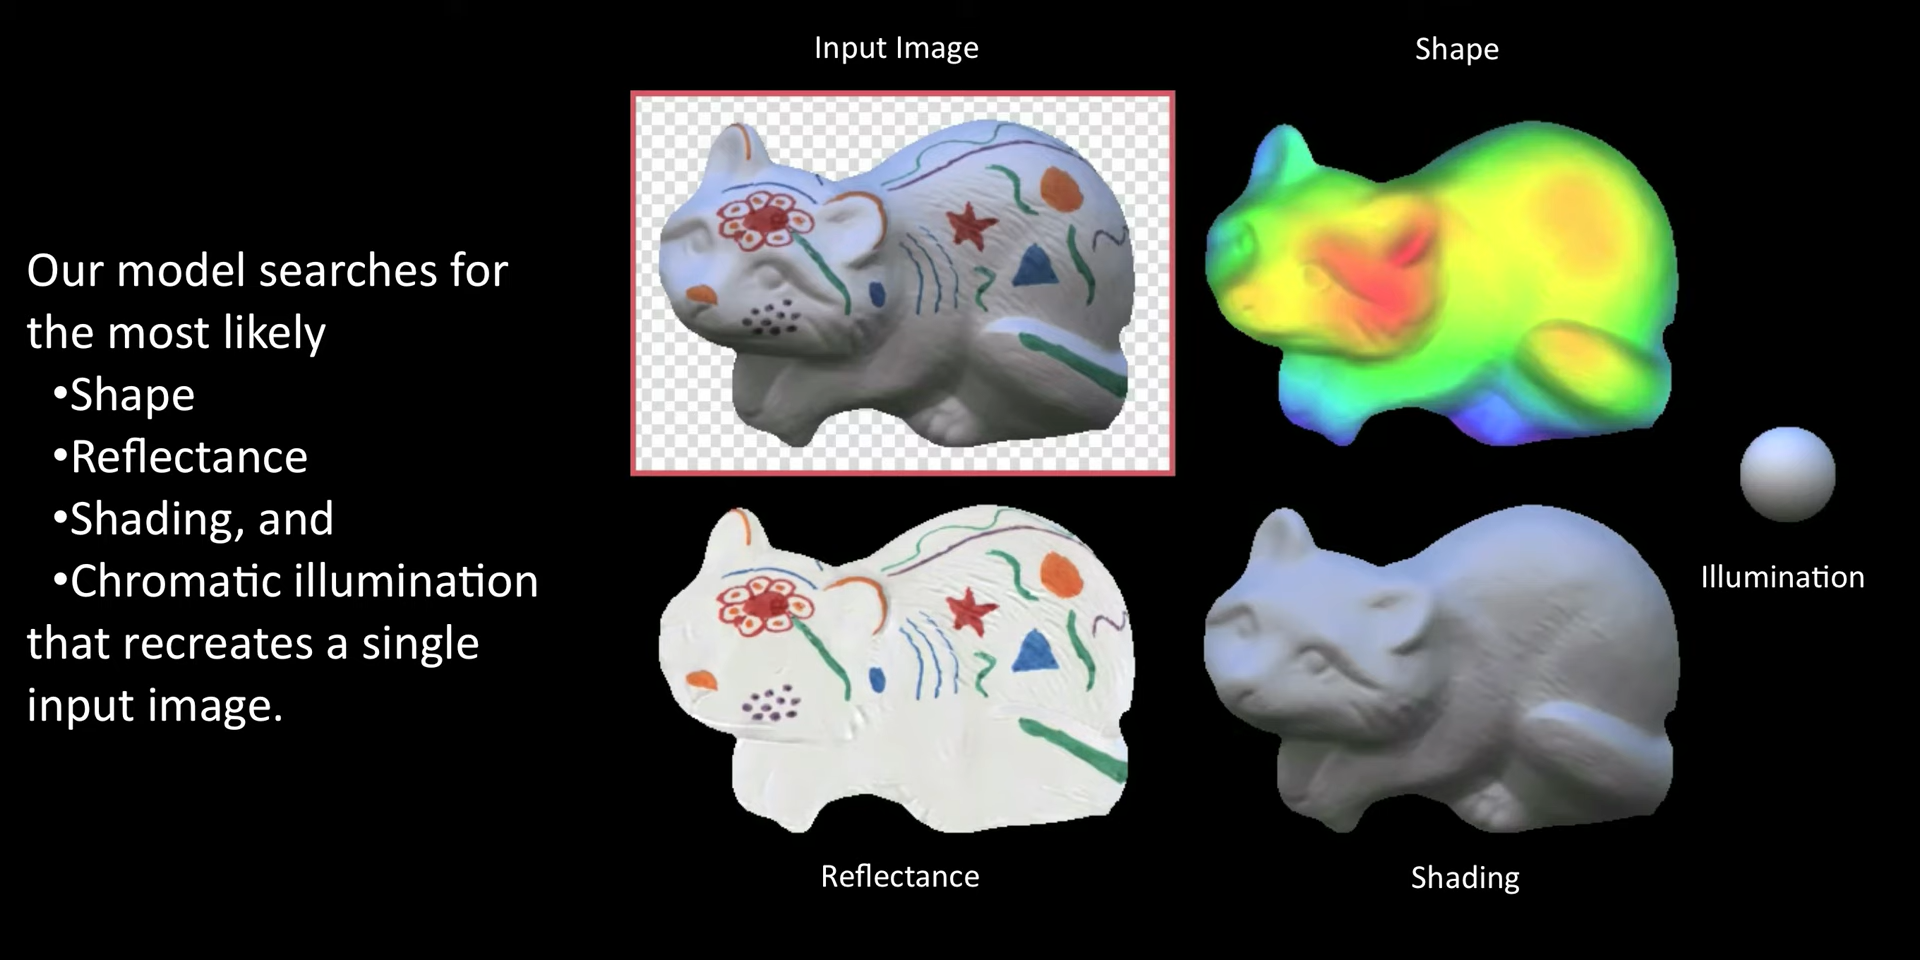 Input Image
Shape
Our model searches for
the most likely
•Shape
•Reflectance
•Shading, and
•Chromatic illumination
that recreates a single
input image.
Illumination
Reflectance
Shading